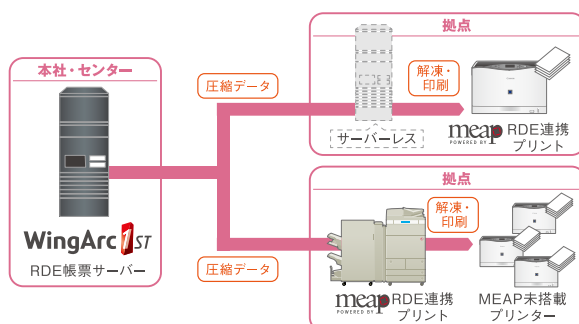 本社・センター
WingArc1ST
RDE帳票サーバー
圧縮データ
圧縮データ
拠点
サーバーレス
解凍・
印刷
meap
POWERED BY
RDE連携
プリント
拠点
解凍・
印刷
meap
POWERED BY
RDE連携
プリント
MEAP未搭載
プリンター